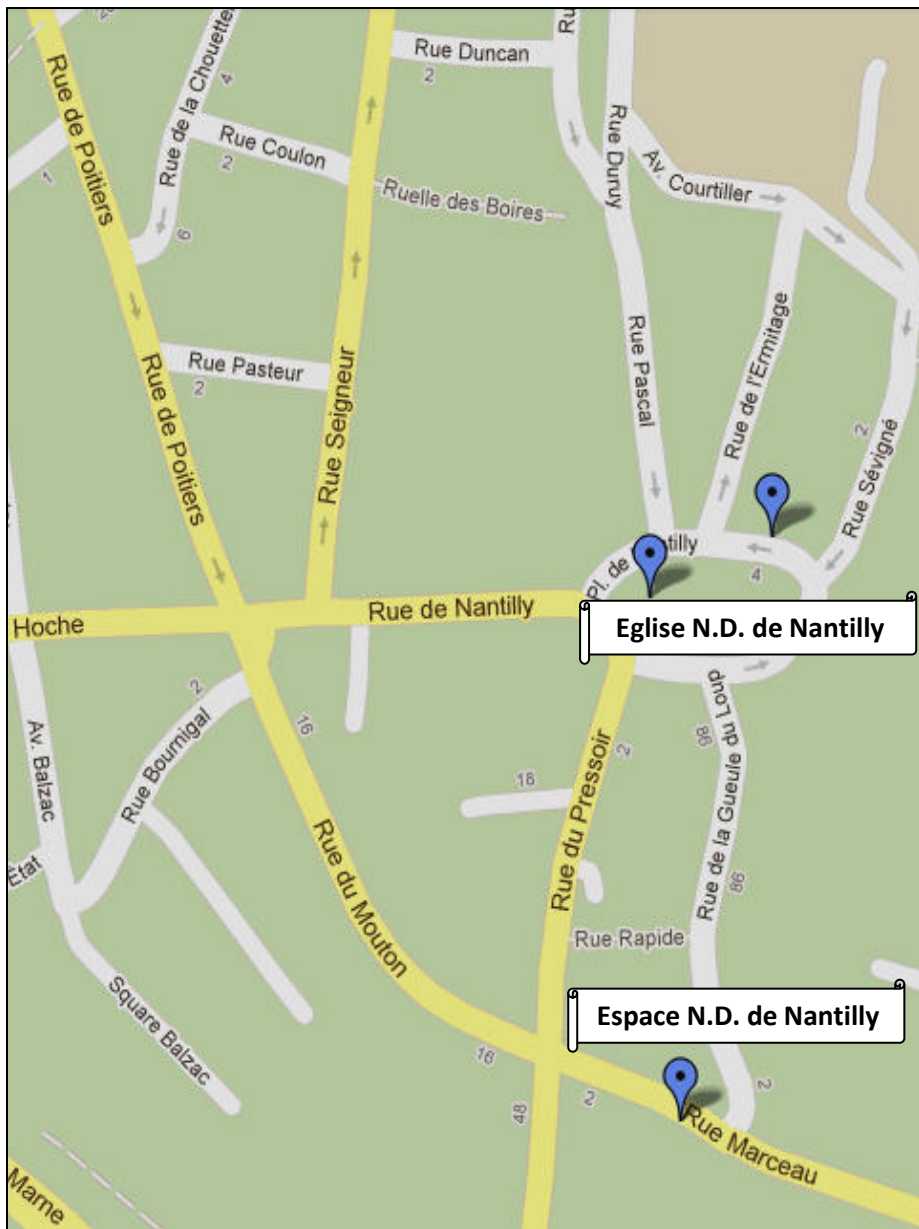 Rue de Poitiers
Rue de la Chouette
4
Rue Duncan
2
Rue Coulon
2
Ruelle des Boires
Rue Duruy
Av. Courtiller
1
6
Rue de Poitiers
Rue Pasteur
2
Rue Seigneur
Rue Pascal
Rue de l'Ermitage
2
Rue Sévigné
Pl. de Nantilly
4
Hoche
Rue de Nantilly
Eglise N.D. de Nantilly
2
Rue Bournigal
16
Av. Balzac
18
Rue du Pressoir
2
86
Rue de la Gueule du Loup
86
État
Rue du Mouton
Rue Rapide
Square Balzac
16
Espace N.D. de Nantilly
2
2
48
Rue Marceau
Marne